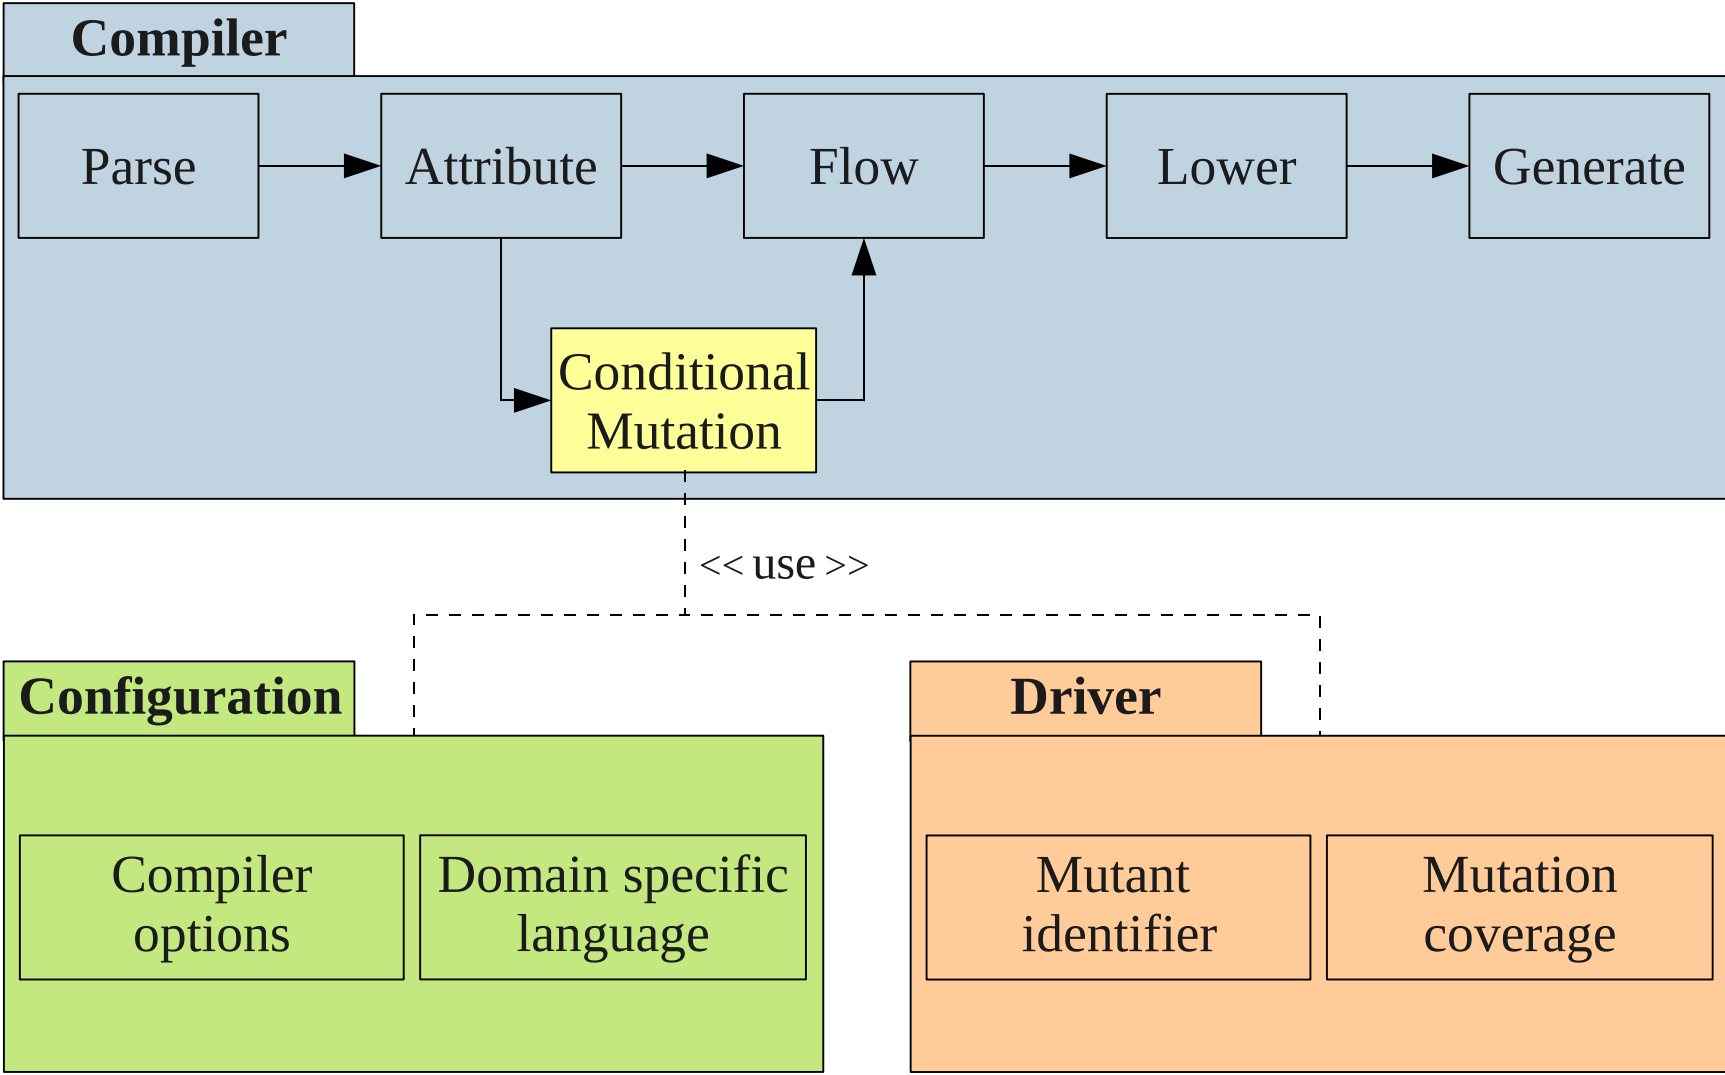 Compiler
Parse
Attribute
Flow
Lower
Generate
Conditional
Mutation
<< use >>
Configuration
Compiler
options
Domain specific
language
Driver
Mutant
identifier
Mutation
coverage